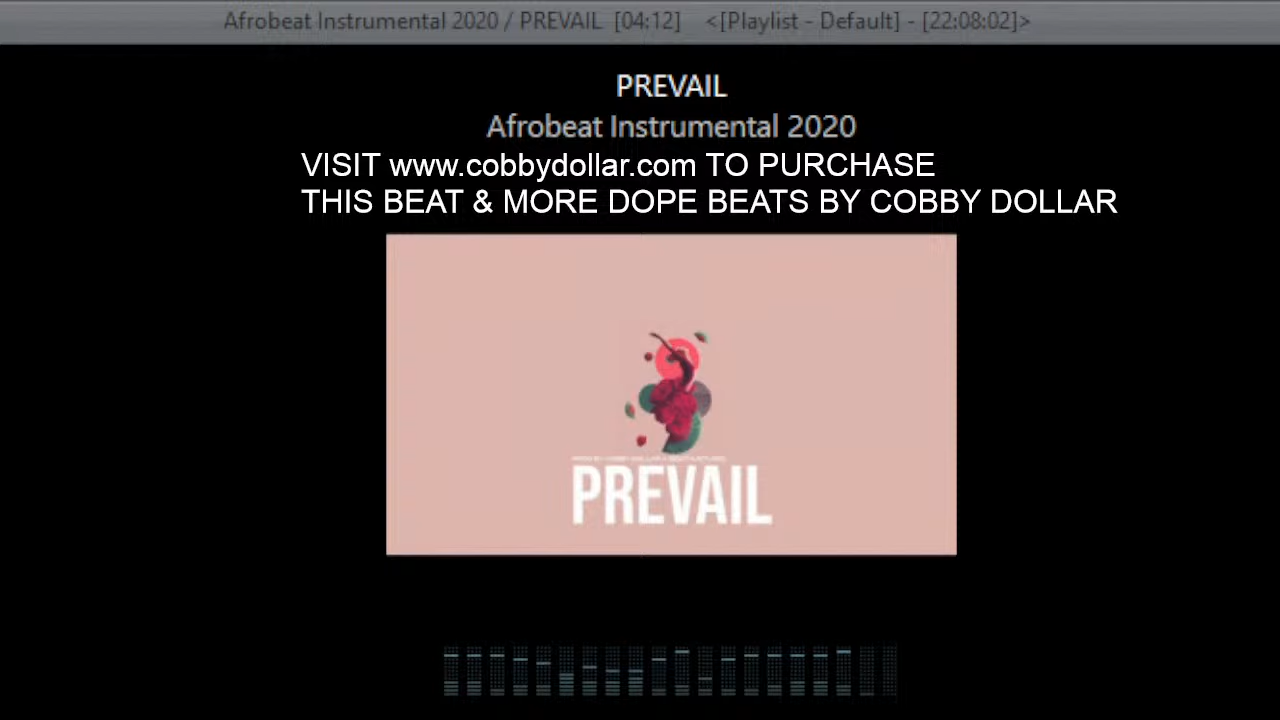 Afrobeat Instrumental 2020 / PREVAIL [04:12] <[Playlist - Default] - [22:08:02]>
PREVAIL
Afrobeat Instrumental 2020
VISIT www.cobbydollar.com TO PURCHASE
THIS BEAT & MORE DOPE BEATS BY COBBY DOLLAR
PREVAIL